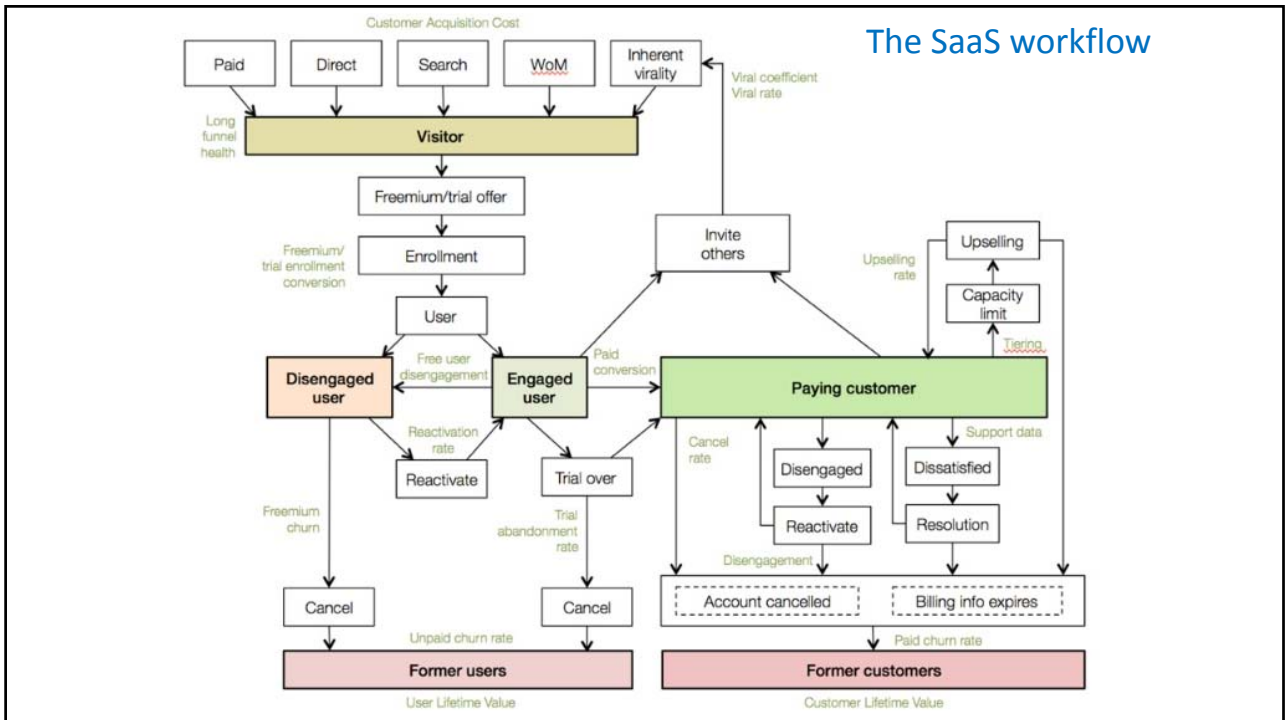 Customer Acquisition Cost
The SaaS workflow
Paid
Direct
Search
WoM
Inherent
virality
Viral coefficient
Viral rate
Long
funnel
health
Visitor
Freemium/trial offer
Freemium/
trial enrollment
conversion
Enrollment
Invite
others
Upselling
Upselling
rate
Capacity
limit
User
Tiering
Disengaged
user
Free user
disengagement
Engaged
user
Paid
conversion
Paying customer
Reactivation
rate
Reactivate
Trial over
Cancel
rate
Support data
Disengaged
Dissatisfied
Freemium
churn
Trial
abandonment
rate
Reactivate
Resolution
Disengagement
Cancel
Cancel
Account cancelled
Billing info expires
Unpaid churn rate
Paid churn rate
Former users
Former customers
User Lifetime Value
Customer Lifetime Value